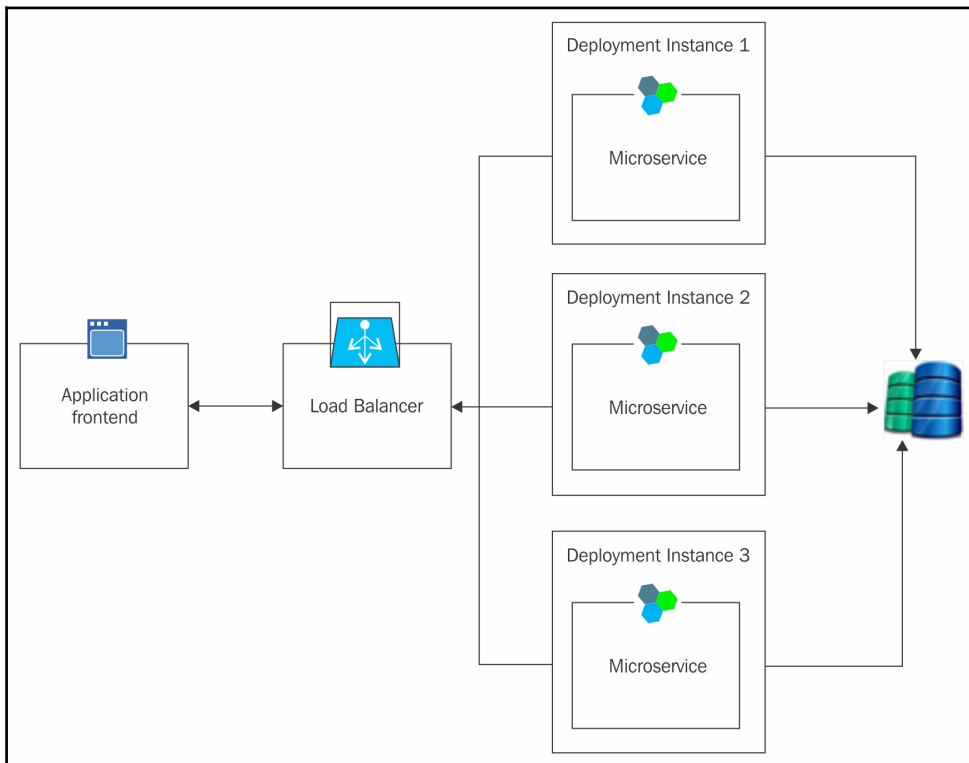 Deployment Instance 1
Microservice
Deployment Instance 2
Microservice
Application
frontend
Load Balancer
Deployment Instance 3
Microservice